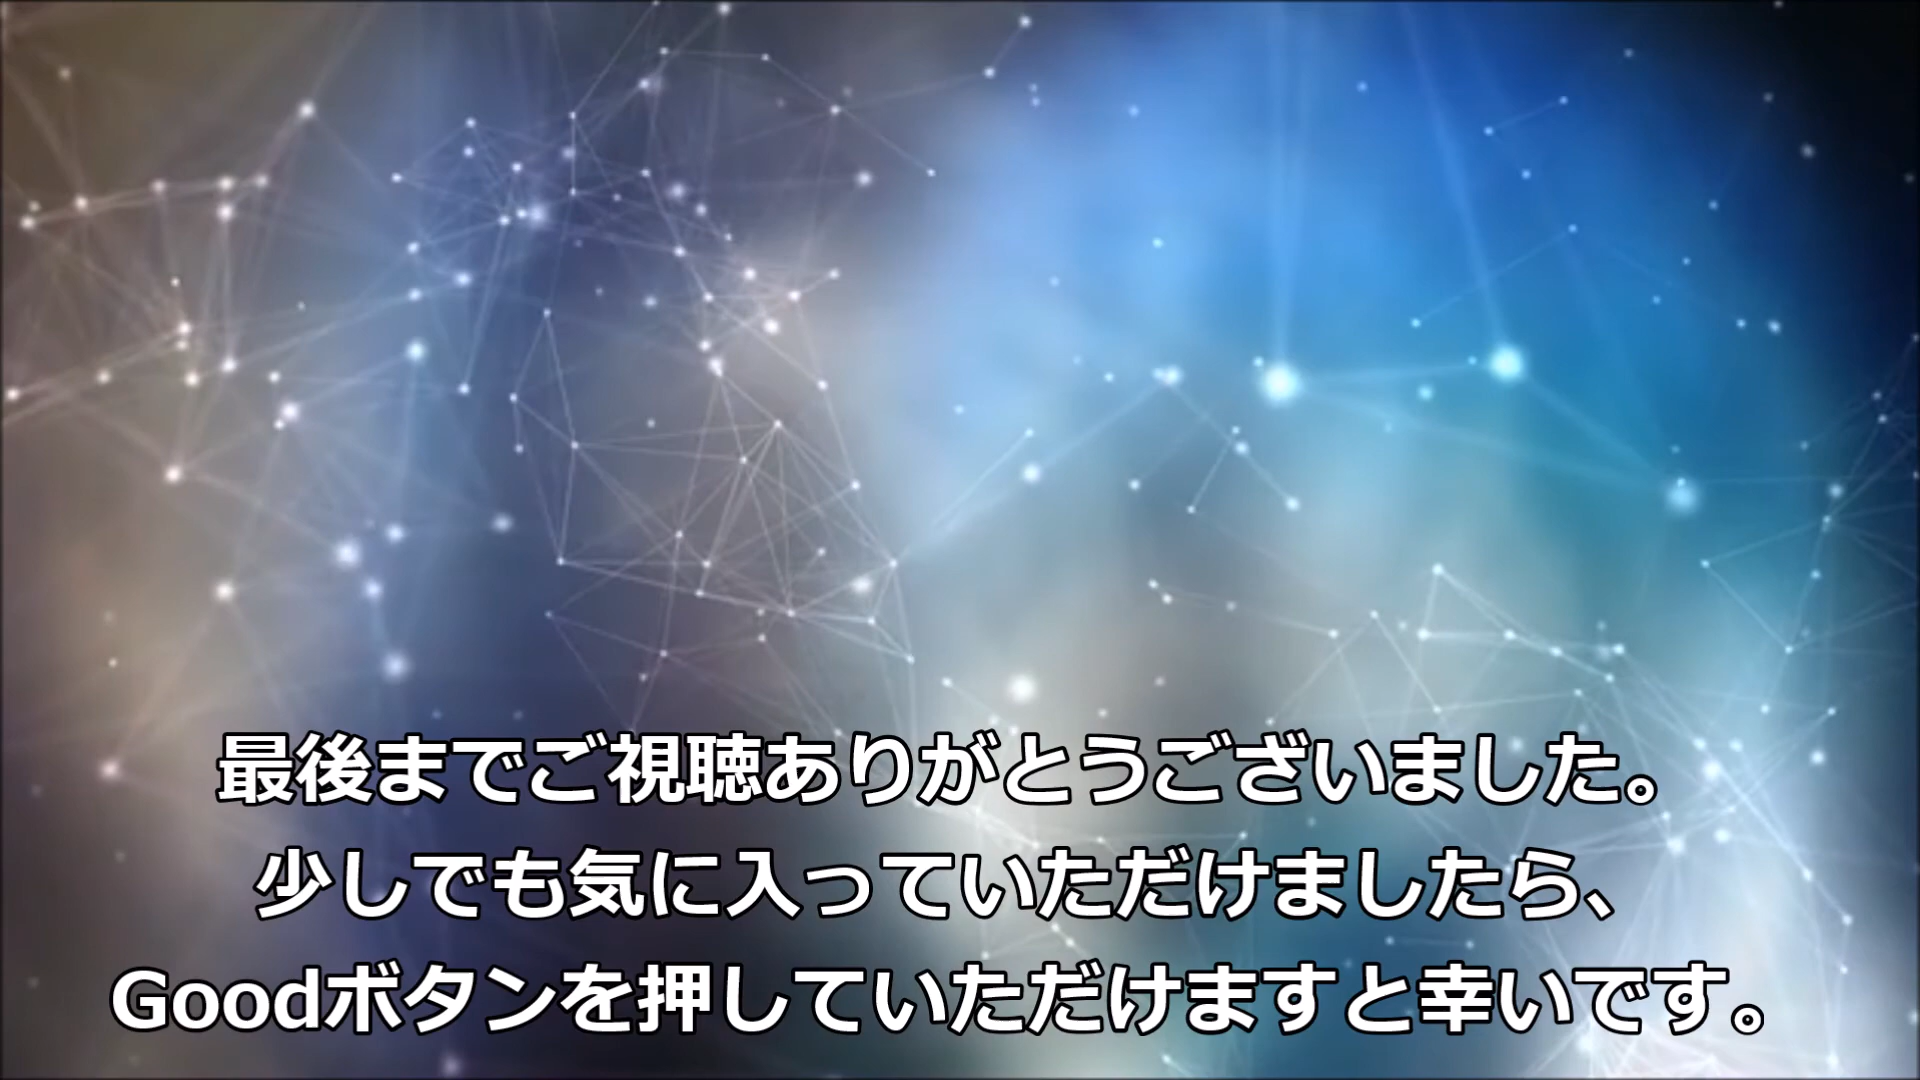 最後までご視聴ありがとうございました。
少しでも気に入っていただけましたら、
Goodボタンを押していただけますと幸いです。